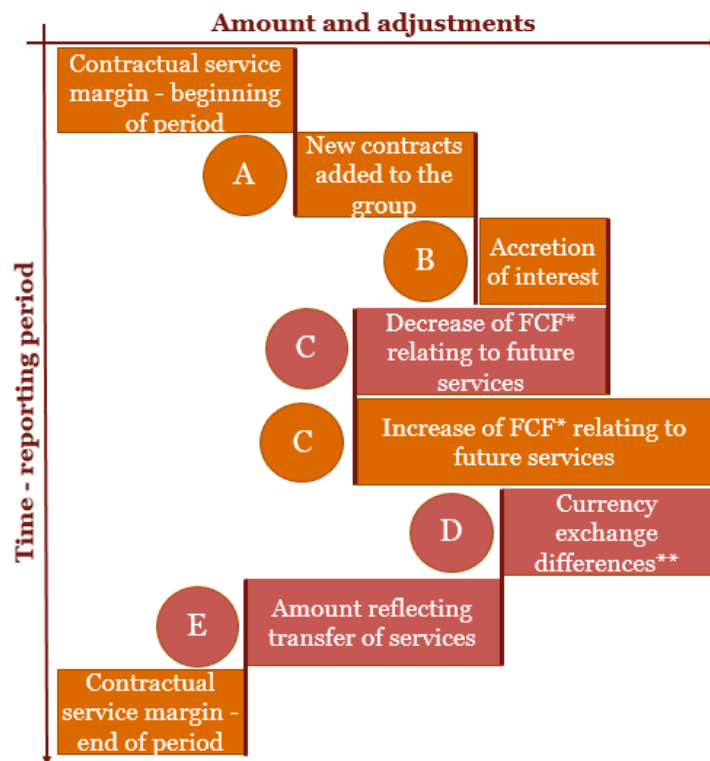 Amount and adjustments
Time - reporting period
Contractual service
margin - beginning
of period
A
New contracts
added to the
group
B
Accretion
of interest
C
Decrease of FCF*
relating to future
services
C
Increase of FCF* relating to
future services
D
Currency
exchange
differences**
E
Amount reflecting
transfer of services
Contractual
service margin -
end of period